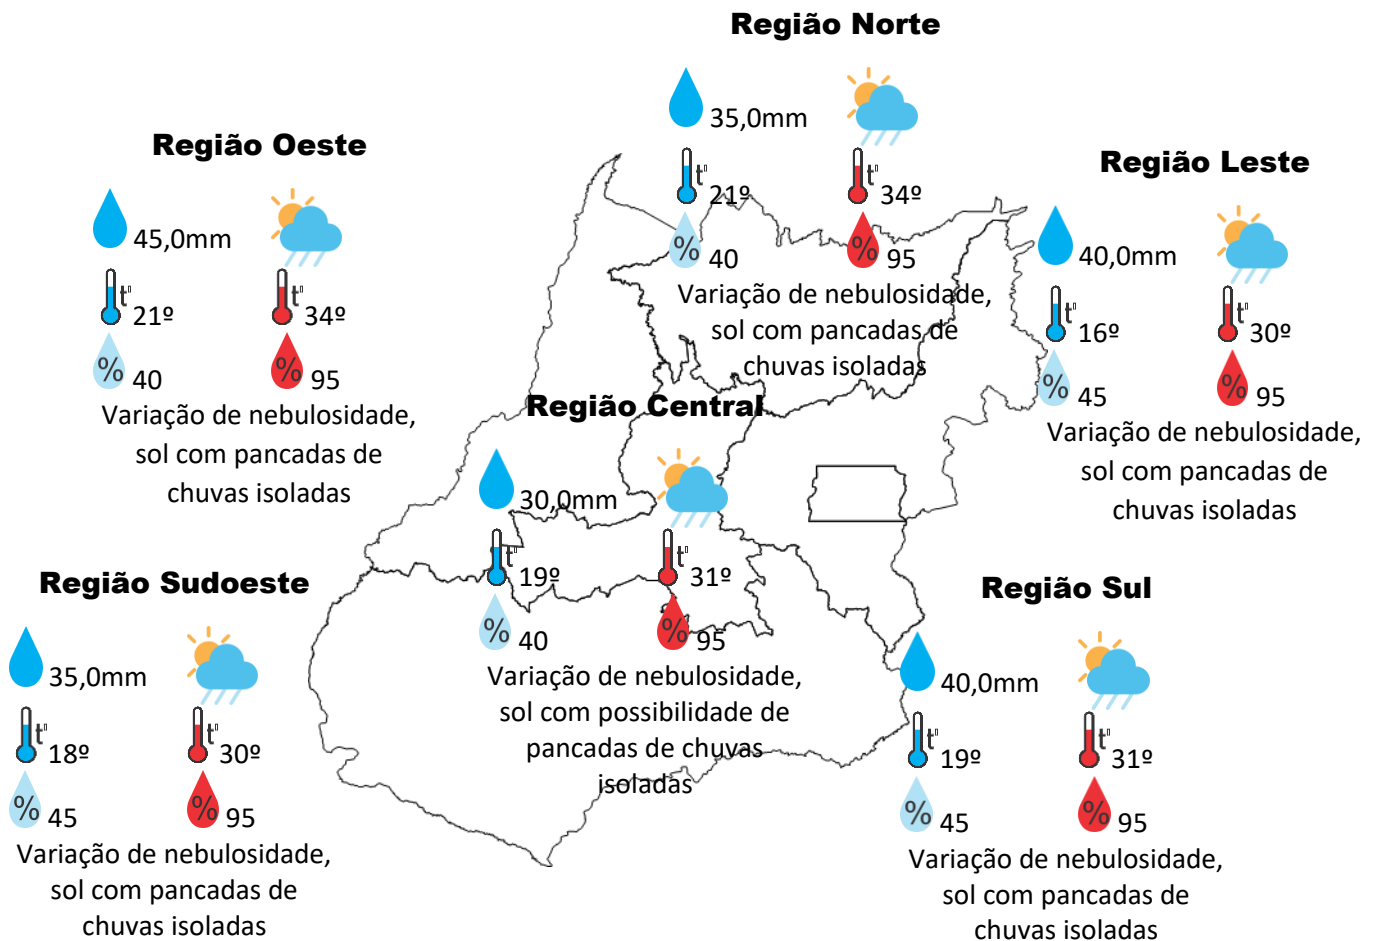 Região Norte
35,0mm
t°
21º
t°
34º
%
40
%
95
Variação de nebulosidade,
sol com pancadas de
chuvas isoladas
Região Oeste
45,0mm
t°
21º
t°
34º
%
40
%
95
Variação de nebulosidade,
sol com pancadas de
chuvas isoladas
Região Leste
40,0mm
t°
16º
t°
30º
%
45
%
95
Variação de nebulosidade,
sol com pancadas de
chuvas isoladas
Região Central
30,0mm
t°
19º
t°
31º
%
40
%
95
Variação de nebulosidade,
sol com possibilidade de
pancadas de chuvas
isoladas
Região Sudoeste
35,0mm
t°
18º
t°
30º
%
45
%
95
Variação de nebulosidade,
sol com pancadas de
chuvas isoladas
Região Sul
40,0mm
t°
19º
t°
31º
%
45
%
95
Variação de nebulosidade,
sol com pancadas de
chuvas isoladas